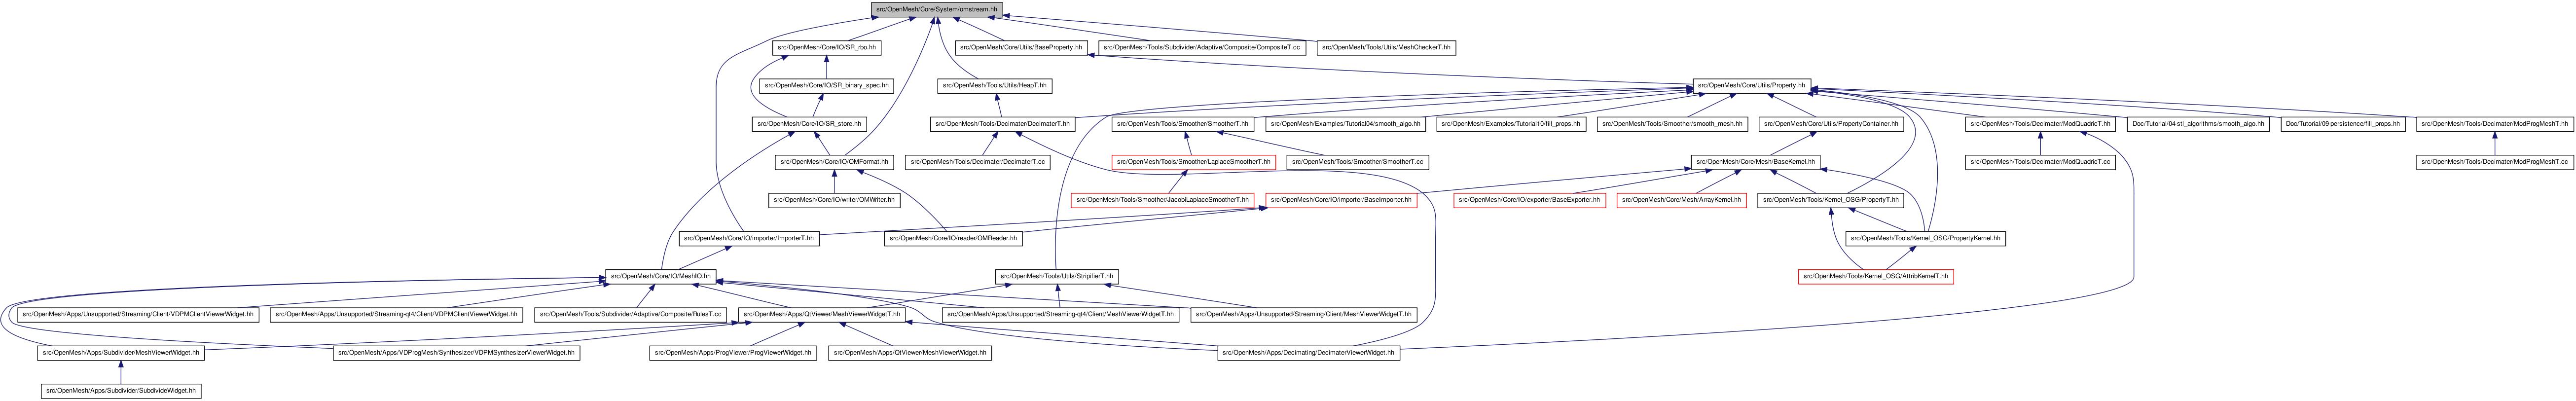 src/OpenMesh/Core/System/omstream.hh
src/OpenMesh/Core/IO/SR_rbo.hh
src/OpenMesh/Core/Utils/BaseProperty.hh
src/OpenMesh/Tools/Subdivider/Adaptive/Composite/CompositeT.cc
src/OpenMesh/Tools/Utils/MeshCheckerT.hh
src/OpenMesh/Core/IO/SR_binary_spec.hh
src/OpenMesh/Tools/Utils/HeapT.hh
src/OpenMesh/Core/Utils/Property.hh
src/OpenMesh/Core/IO/SR_store.hh
src/OpenMesh/Tools/Decimater/DecimaterT.hh
src/OpenMesh/Tools/Smoother/SmootherT.hh
src/OpenMesh/Examples/Tutorial04/smooth_algo.hh
src/OpenMesh/Examples/Tutorial10/fill_props.hh
src/OpenMesh/Tools/Smoother/smooth_mesh.hh
src/OpenMesh/Core/Utils/PropertyContainer.hh
src/OpenMesh/Tools/Decimater/ModQuadricT.hh
Doc/Tutorial/04-stl_algorithms/smooth_algo.hh
Doc/Tutorial/09-persistence/fill_props.hh
src/OpenMesh/Tools/Decimater/ModProgMeshT.hh
src/OpenMesh/Core/IO/OMFormat.hh
src/OpenMesh/Tools/Decimater/DecimaterT.cc
src/OpenMesh/Tools/Smoother/LaplaceSmootherT.hh
src/OpenMesh/Tools/Smoother/SmootherT.cc
src/OpenMesh/Core/Mesh/BaseKernel.hh
src/OpenMesh/Tools/Decimater/ModQuadricT.cc
src/OpenMesh/Tools/Decimater/ModProgMeshT.cc
src/OpenMesh/Core/IO/writer/OMWriter.hh
src/OpenMesh/Tools/Smoother/JacobiLaplaceSmootherT.hh
src/OpenMesh/Core/IO/importer/BaseImporter.hh
src/OpenMesh/Core/IO/exporter/BaseExporter.hh
src/OpenMesh/Core/Mesh/ArrayKernel.hh
src/OpenMesh/Tools/Kernel_OSG/PropertyT.hh
src/OpenMesh/Core/IO/importer/ImporterT.hh
src/OpenMesh/Core/IO/reader/OMReader.hh
src/OpenMesh/Tools/Kernel_OSG/PropertyKernel.hh
src/OpenMesh/Core/IO/MeshIO.hh
src/OpenMesh/Tools/Utils/StripifierT.hh
src/OpenMesh/Tools/Kernel_OSG/AttribKernelT.hh
src/OpenMesh/Apps/Unsupported/Streaming/Client/VDPMClientViewerWidget.hh
src/OpenMesh/Apps/Unsupported/Streaming-qt4/Client/VDPMClientViewerWidget.hh
src/OpenMesh/Tools/Subdivider/Adaptive/Composite/RulesT.cc
src/OpenMesh/Apps/QtViewer/MeshViewerWidgetT.hh
src/OpenMesh/Apps/Unsupported/Streaming-qt4/Client/MeshViewerWidgetT.hh
src/OpenMesh/Apps/Unsupported/Streaming/Client/MeshViewerWidgetT.hh
src/OpenMesh/Apps/Subdivider/MeshViewerWidget.hh
src/OpenMesh/Apps/VDProgMesh/Synthesizer/VDPMSynthesizerViewerWidget.hh
src/OpenMesh/Apps/ProgViewer/ProgViewerWidget.hh
src/OpenMesh/Apps/QtViewer/MeshViewerWidget.hh
src/OpenMesh/Apps/Decimating/DecimaterViewerWidget.hh
src/OpenMesh/Apps/Subdivider/SubdivideWidget.hh